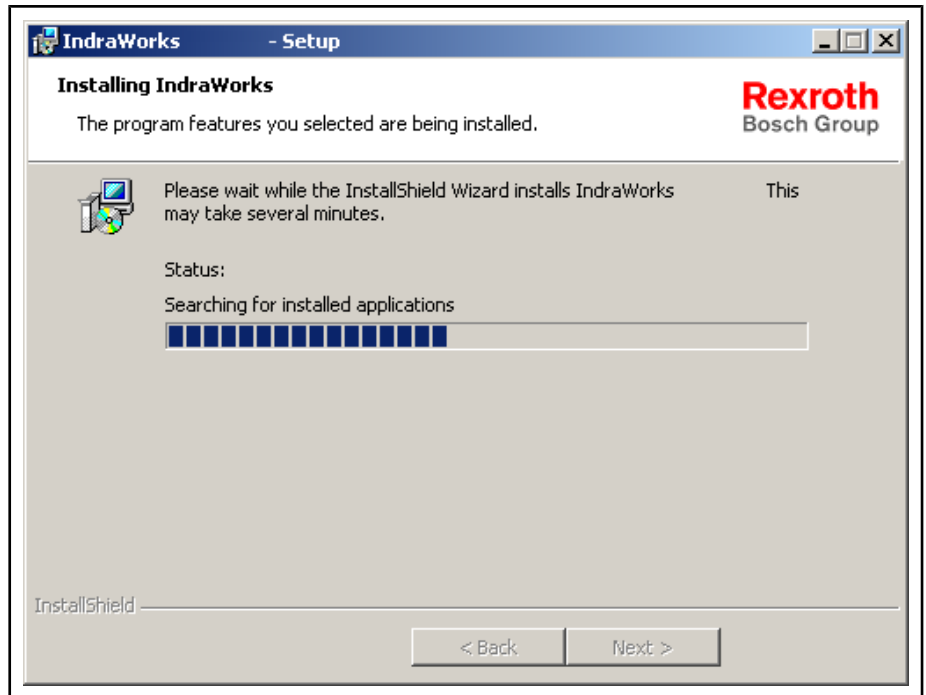 IndraWorks - Setup
Installing IndraWorks
The program features you selected are being installed.
Rexroth
Bosch Group
Please wait while the InstallShield Wizard installs IndraWorks This
may take several minutes.
Status:
Searching for installed applications
InstallShield
< Back Next >